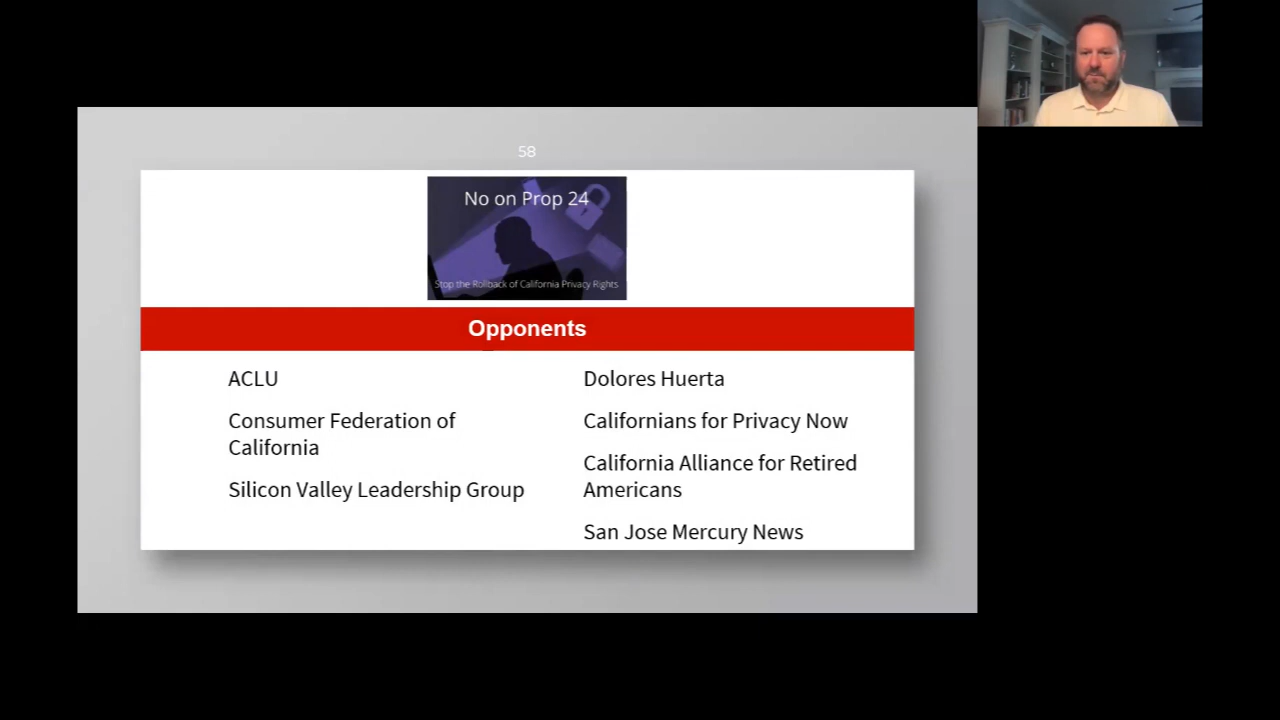 58
No on Prop 24
Stop the Rollback of California Privacy Rights
Opponents
ACLU
Consumer Federation of
California
Silicon Valley Leadership Group
Dolores Huerta
Californians for Privacy Now
California Alliance for Retired
Americans
San Jose Mercury News